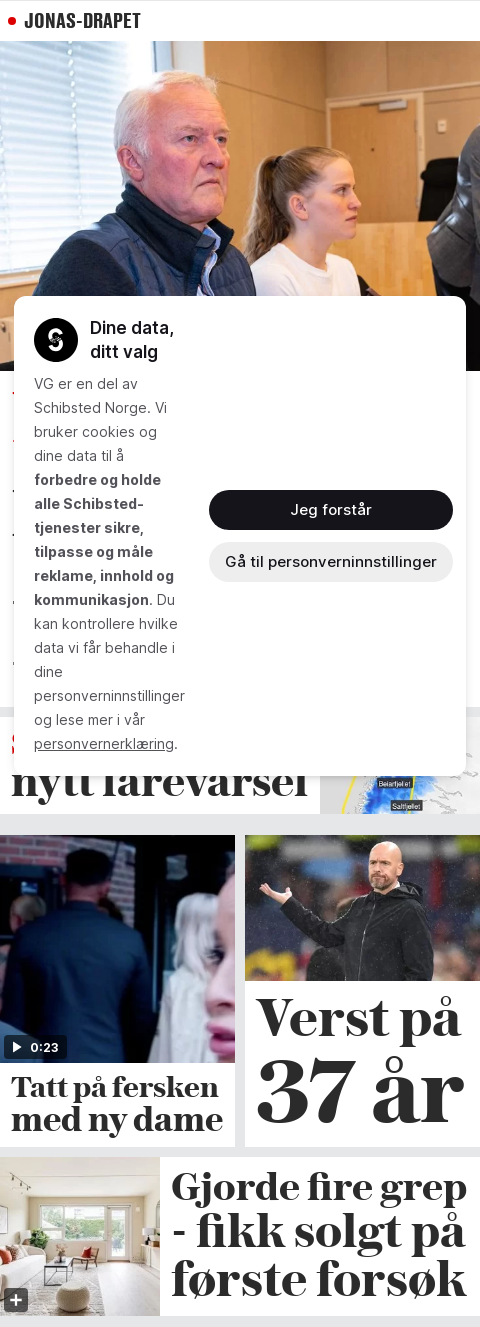 JONAS-DRAPET
Dine data,
ditt valg
VG er en del av
Schibsted Norge. Vi
bruker cookies og
dine data til å
forbedre og holde
alle Schibsted-
tjenester sikre,
tilpasse og måle
reklame, innhold og
kommunikasjon. Du
kan kontrollere hvilke
data vi får behandle i
dine
personverninnstillinger
og lese mer i vår
personvernerklæring.
Jeg forstår
Gå til personverninnstillinger
nytt farevarsel
Beiarfjellet
Saltfjellet
0:23
Tatt på fersken
med ny dame
Verst på
37 år
Gjorde fire grep
- fikk solgt på
første forsøk